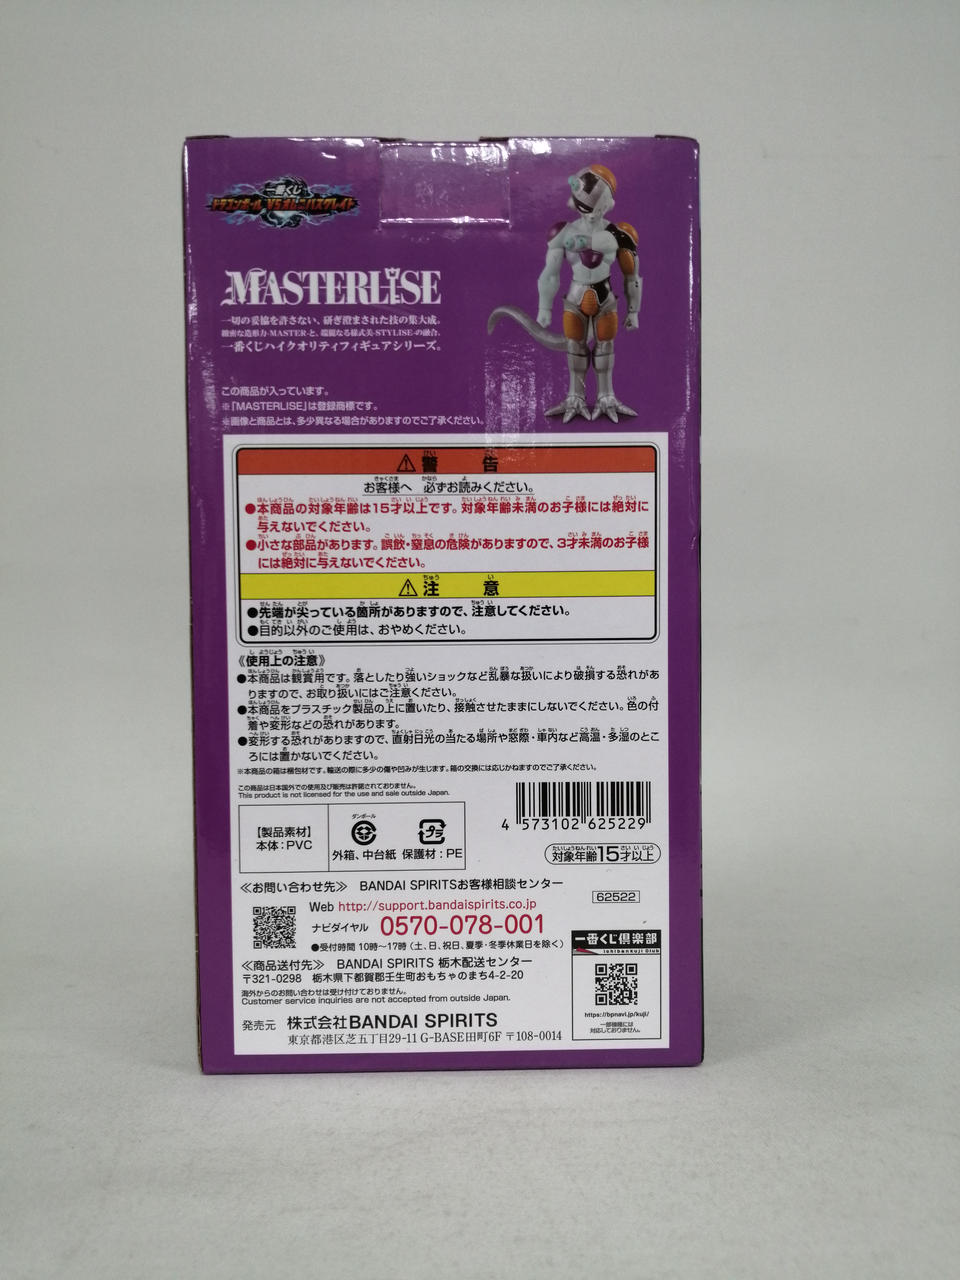 一番くじ
ドラゴンボール VSオムニバスグレイト
MASTERLISE
一切の妥協を許さない、研ぎ澄まされた技の集大成。
緻密な造形力-MASTER-と、端麗なる様式美-STYLISE-の融合。
一番くじハイクオリティフィギュアシリーズ。
この商品が入っています。
※「MASTERLISE」は登録商標です。
※画像と商品とは、多少異なる場合がありますのでご了承ください。
⚠警告
お客様へ 必ずお読みください。
●本商品の対象年齢は15才以上です。対象年齢未満のお子様には絶対に
与えないでください。
●小さな部品があります。誤飲・窒息の危険がありますので、3才未満のお子様
には絶対に与えないでください。
⚠注意
●先端が尖っている箇所がありますので、注意してください。
●目的以外のご使用は、おやめください。
《使用上の注意》
●本商品は観賞用です。落としたり強いショックなど乱暴な扱いにより破損する恐れがあ
りますので、お取り扱いにはご注意ください。
●本商品をプラスチック製品の上に置いたり、接触させたままにしないでください。色の付
着や変形などの恐れがあります。
●変形する恐れがありますので、直射日光の当たる場所や窓際・車内など高温・多湿のとこ
ろには置かないでください。
※本商品の箱は梱包材です。輸送の際に多少の傷や凹みが生じます。箱の交換には応じかねますのでご了承ください。
この商品は日本国外での使用及び販売は許諾されておりません。
This product is not licensed for the use and sale outside Japan.
【製品素材】
本体：PVC
ダンボール
外箱、中台紙
プラ
保護材：PE
4 573102 625229
対象年齢15才以上
≪お問い合わせ先≫ BANDAI SPIRITSお客様相談センター
62522
Web http://support.bandaispirits.co.jp
ナビダイヤル 0570-078-001
●受付時間 10時～17時（土、日、祝日、夏季・冬季休業日を除く）
≪商品送付先≫ BANDAI SPIRITS 栃木配送センター
〒321-0298 栃木県下都賀郡壬生町おもちゃのまち4-2-20
海外からのお問い合わせは受け付けておりません。
Customer service inquiries are not accepted from outside Japan.
発売元 株式会社BANDAI SPIRITS
東京都港区芝五丁目29-11 G-BASE田町6F 〒108-0014
一番くじ倶楽部
Ichibankuji Club
https://bpnavi.jp/kuji/
一部機種には
対応しておりません。